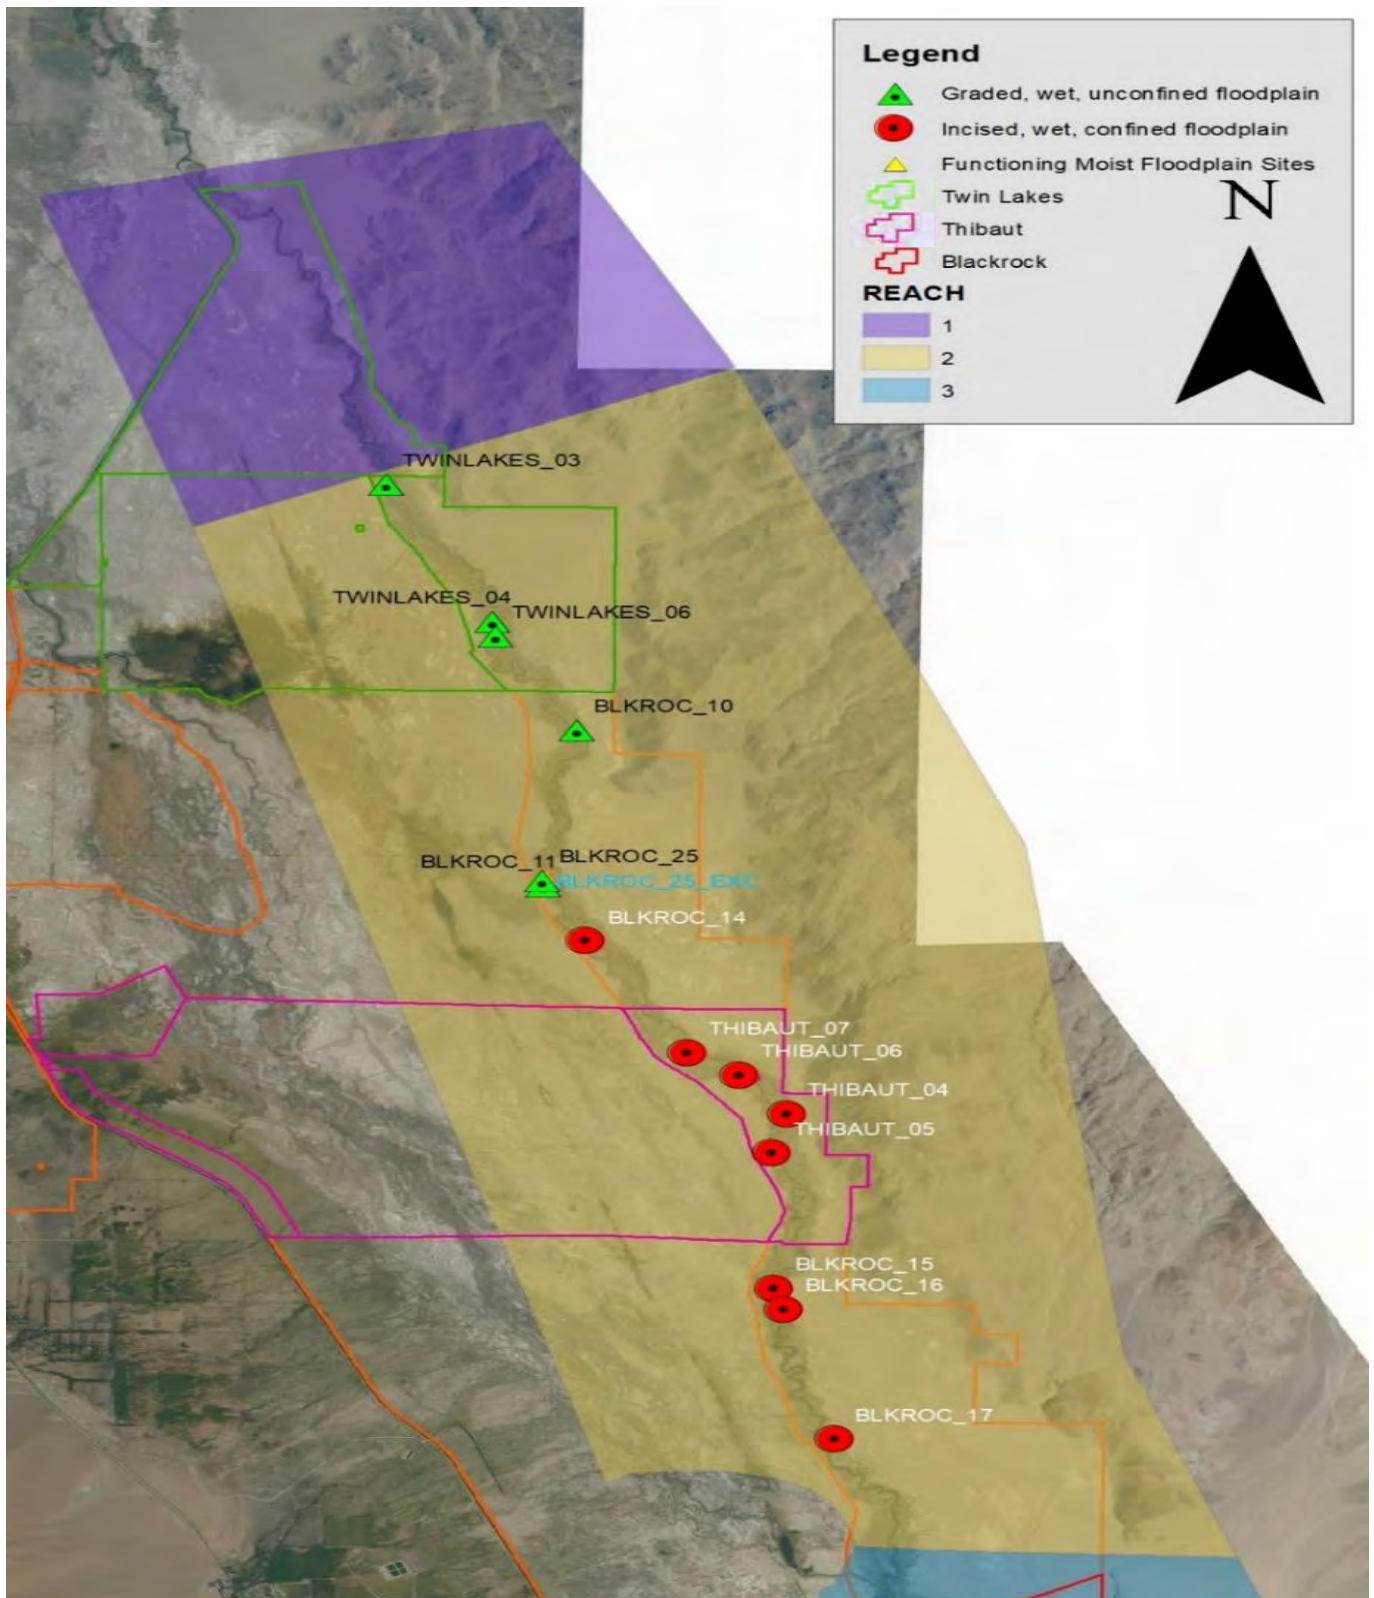 Legend
Graded, wet, unconfined floodplain
Incised, wet, confined floodplain
Functioning Moist Floodplain Sites
Twin Lakes
N
Thibaut
Blackrock
REACH
1
2
3
TWINLAKES_03
TWINLAKES_04
TWINLAKES_06
BLKROC_10
BLKROC_11
BLKROC_25
BLKROC_25_EXC
BLKROC_14
THIBAUT_07
THIBAUT_06
THIBAUT_04
THIBAUT_05
BLKROC_15
BLKROC_16
BLKROC_17